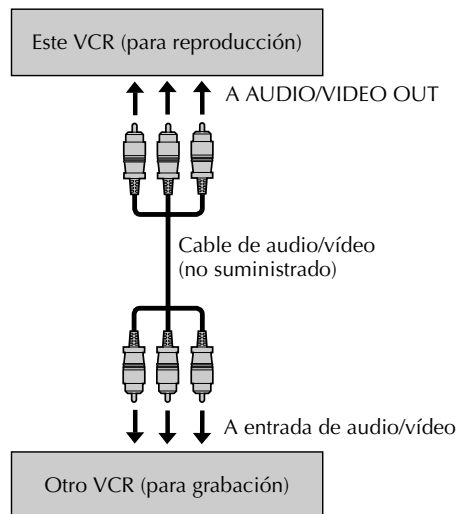 Este VCR (para reproducción)
A AUDIO/VIDEO OUT
Cable de audio/vídeo
(no suministrado)
A entrada de audio/vídeo
Otro VCR (para grabación)